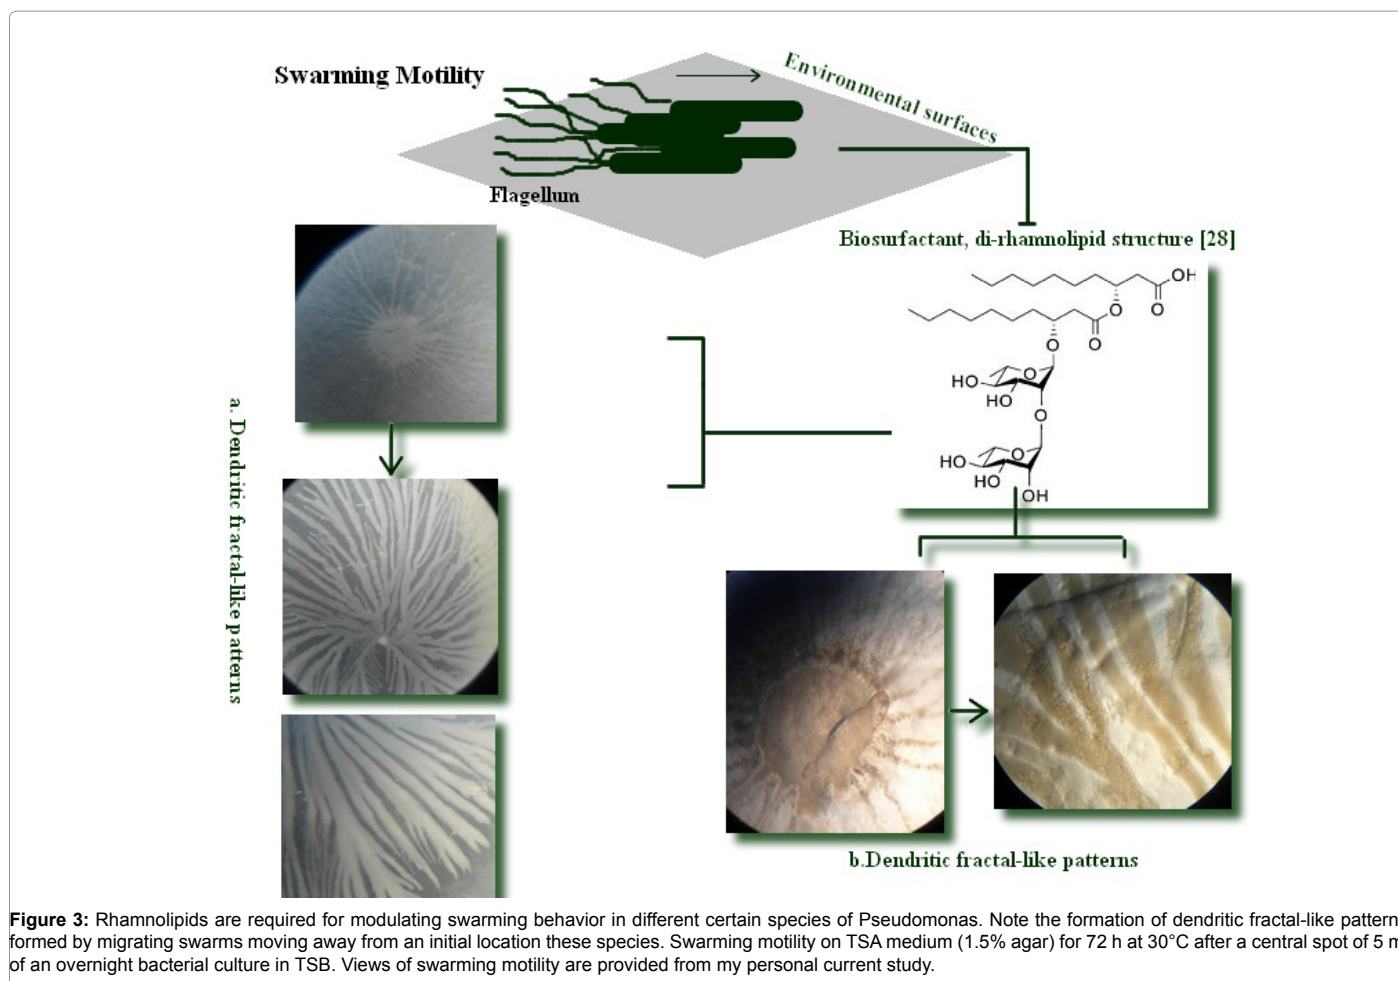 Swarming Motility
Environmental surfaces
Flagellum
Biosurfactant, di-rhamnolipid structure [28]
OH
O
O
O
O
O
HO
HO
O
O
HO
HO
OH
a. Dendritic fractal-like patterns
b.Dendritic fractal-like patterns
Figure 3: Rhamnolipids are required for modulating swarming behavior in different certain species of Pseudomonas. Note the formation of dendritic fractal-like pattern
formed by migrating swarms moving away from an initial location these species. Swarming motility on TSA medium (1.5% agar) for 72 h at 30°C after a central spot of 5 m
of an overnight bacterial culture in TSB. Views of swarming motility are provided from my personal current study.